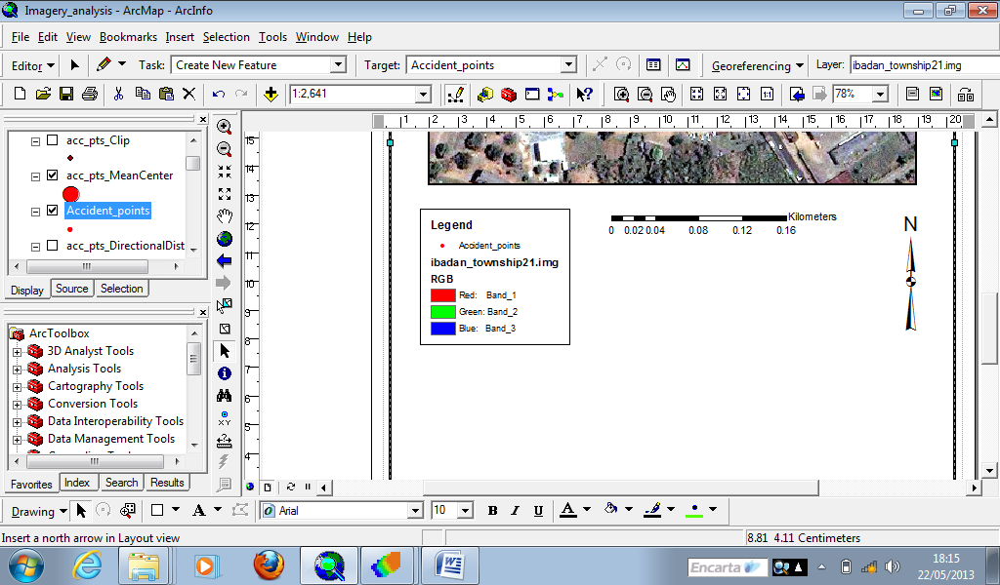 Imagery_analysis - ArcMap - ArcInfo
File Edit View Bookmarks Insert Selection Tools Window Help
Editor Task: Create New Feature Target: Accident_points Georeferencing Layer: ibadan_township21.img
1:2,641 1:1 78%
acc_pts_Clip
acc_pts_MeanCenter
Accident_points
acc_pts_DirectionalDist
Display Source Selection
ArcToolbox
3D Analyst Tools
Analysis Tools
Cartography Tools
Conversion Tools
Data Interoperability Tools
Data Management Tools
Favorites Index Search Results
XY
1 2 3 4 5 6 7 8 9 10 11 12 13 14 15 16 17 18 19 20
15
14
13
12
11
10
9
8
7
6
5
4
Legend
Accident_points
ibadan_township21.img
RGB
Red: Band_1
Green: Band_2
Blue: Band_3
Kilometers
0 0.02 0.04 0.08 0.12 0.16
N
Drawing A Arial 10 B I U A
Insert a north arrow in Layout view
8.81 4.11 Centimeters
Encarta
18:15
22/05/2013